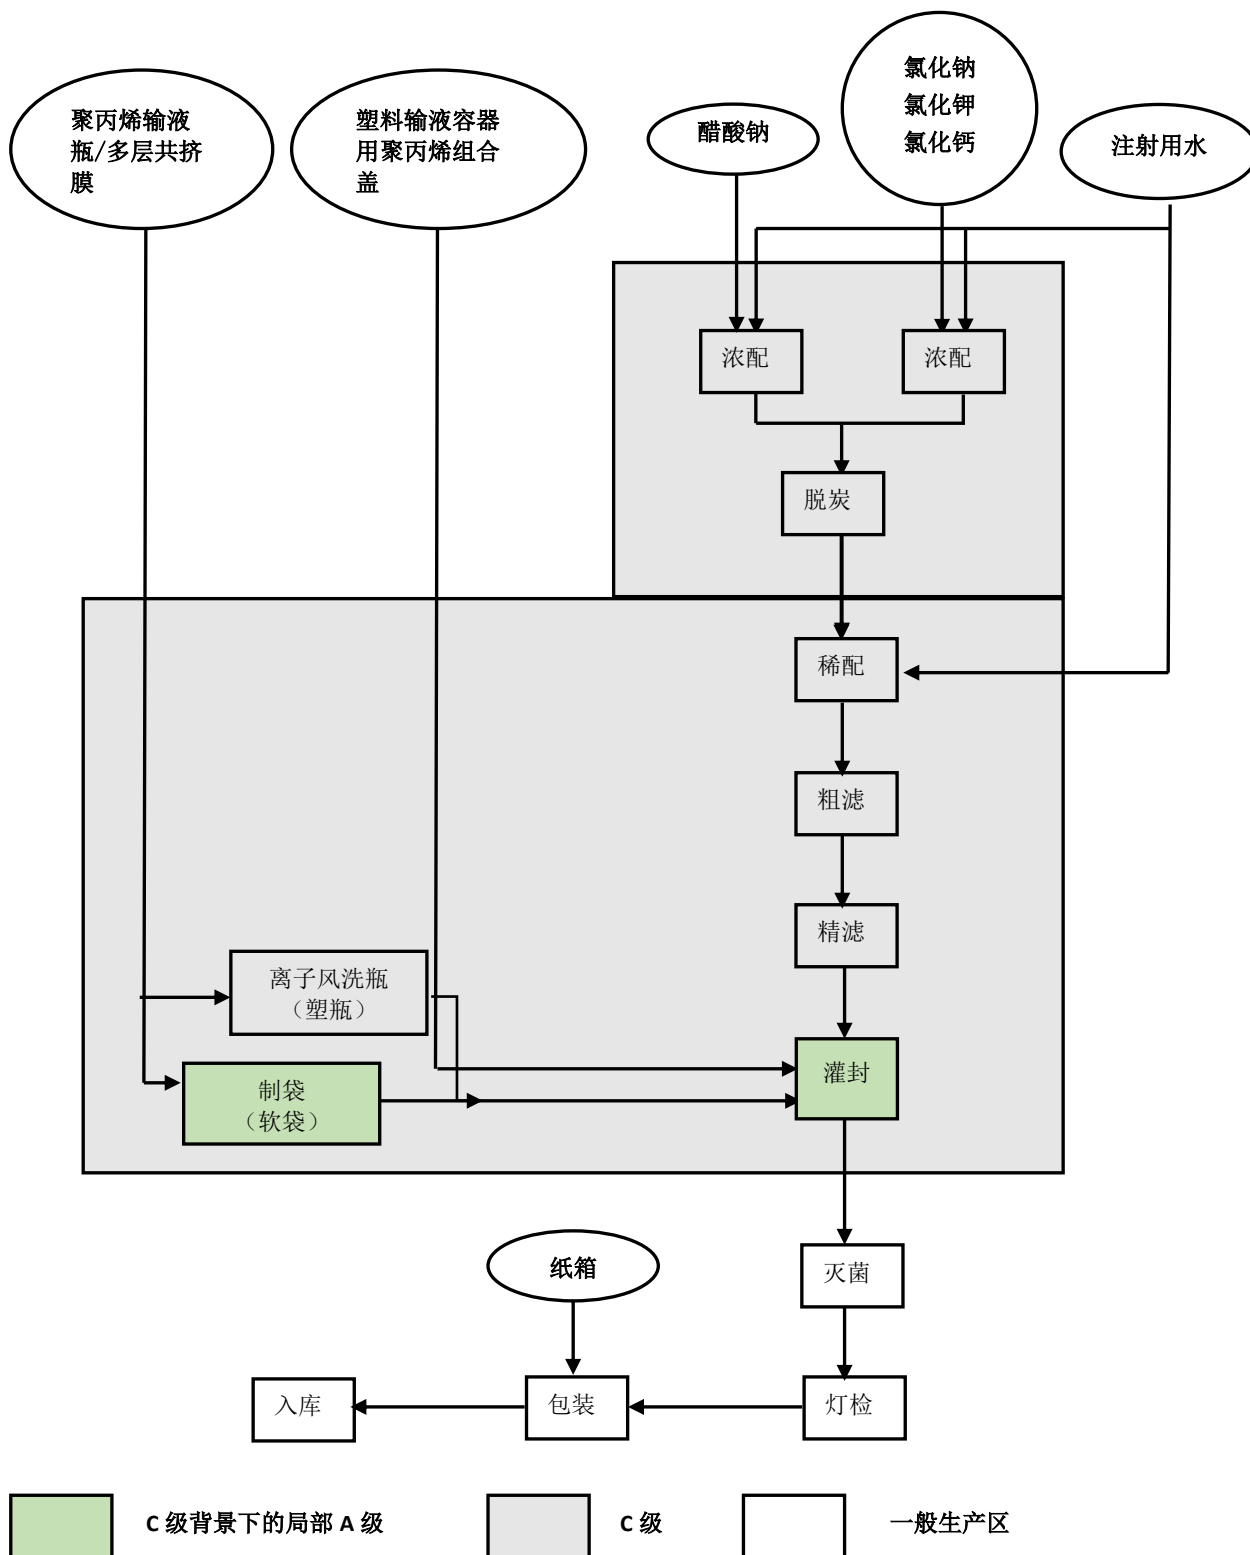 聚丙烯输液
瓶/多层共挤
膜
塑料输液容器
用聚丙烯组合
盖
醋酸钠
氯化钠
氯化钾
氯化钙
注射用水
浓配
浓配
脱炭
稀配
粗滤
精滤
离子风洗瓶
（塑瓶）
制袋
（软袋）
灌封
灭菌
纸箱
入库
包装
灯检
C 级背景下的局部 A 级
C 级
一般生产区